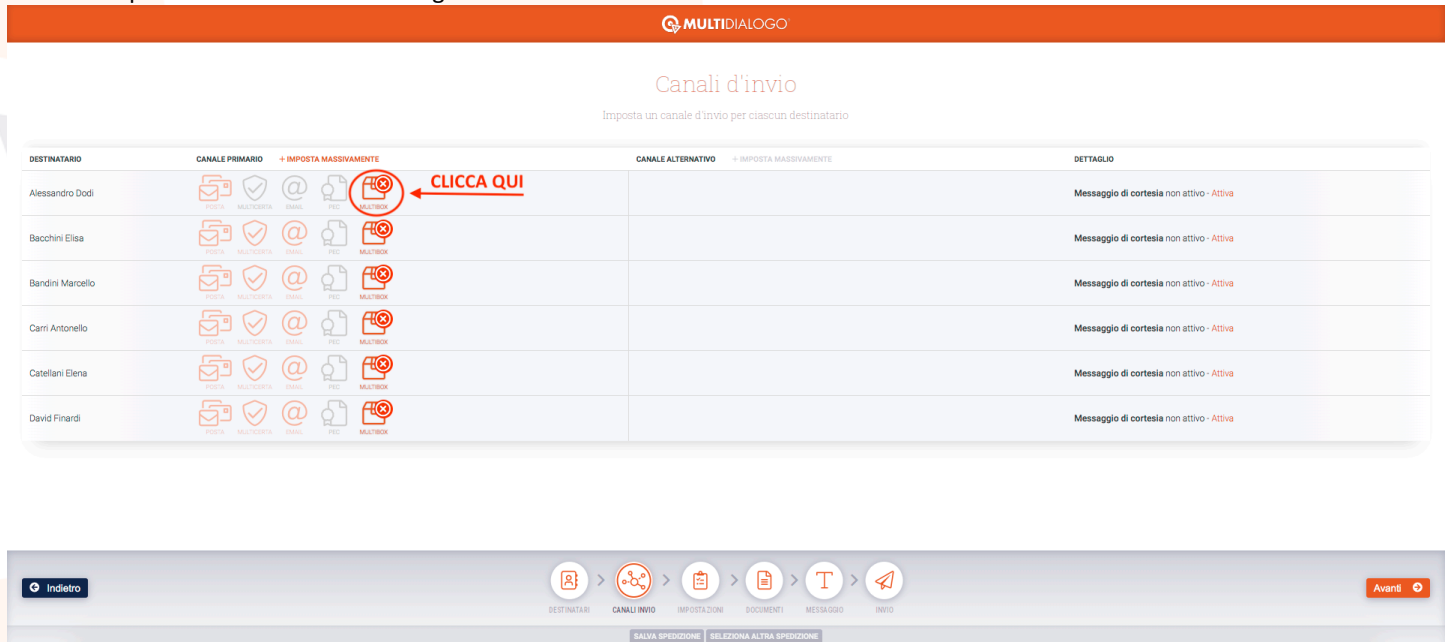 MULTIDIALOGO
Canali d'invio
Imposta un canale d'invio per ciascun destinatario
DESTINATARIO CANALE PRIMARIO + IMPOSTA MASSIVAMENTE CANALE ALTERNATIVO + IMPOSTA MASSIVAMENTE DETTAGLIO
CLICCA QUI
Alessandro Dodi Messaggio di cortesia non attivo - Attiva
POSTA MULTICERTA EMAIL PEC MULTIBOX
Bacchini Elisa Messaggio di cortesia non attivo - Attiva
POSTA MULTICERTA EMAIL PEC MULTIBOX
Bandini Marcello Messaggio di cortesia non attivo - Attiva
POSTA MULTICERTA EMAIL PEC MULTIBOX
Carri Antonello Messaggio di cortesia non attivo - Attiva
POSTA MULTICERTA EMAIL PEC MULTIBOX
Catellani Elena Messaggio di cortesia non attivo - Attiva
POSTA MULTICERTA EMAIL PEC MULTIBOX
David Finardi Messaggio di cortesia non attivo - Attiva
POSTA MULTICERTA EMAIL PEC MULTIBOX
Indietro Avanti
DESTINATARI CANALI INVIO IMPOSTAZIONI DOCUMENTI MESSAGGIO INVIO
SALVA SPEDIZIONE SELEZIONA ALTRA SPEDIZIONE